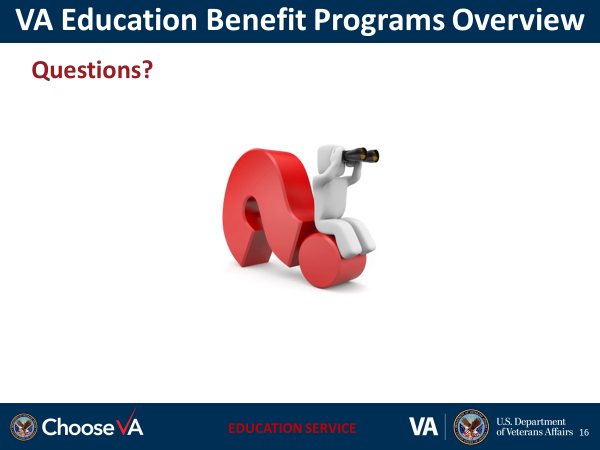 VA Education Benefit Programs Overview
Questions?
ChooseVA
EDUCATION SERVICE
VA
U.S. Department
of Veterans Affairs
16